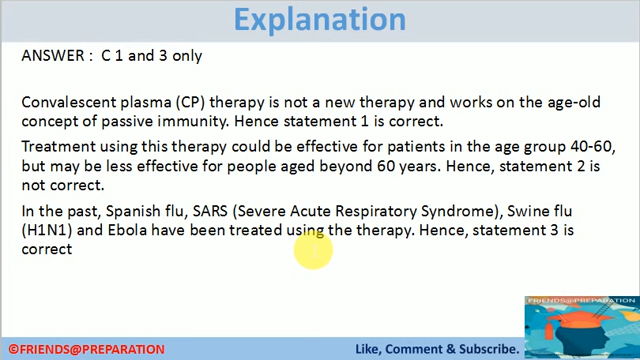 Explanation
ANSWER :  C 1 and 3 only
Convalescent plasma (CP) therapy is not a new therapy and works on the age-old
concept of passive immunity. Hence statement 1 is correct.
Treatment using this therapy could be effective for patients in the age group 40-60,
but may be less effective for people aged beyond 60 years. Hence, statement 2 is
not correct.
In the past, Spanish flu, SARS (Severe Acute Respiratory Syndrome), Swine flu
(H1N1) and Ebola have been treated using the therapy. Hence, statement 3 is
correct
FRIENDS@PREPARATION
©FRIENDS@PREPARATION
Like, Comment & Subscribe.